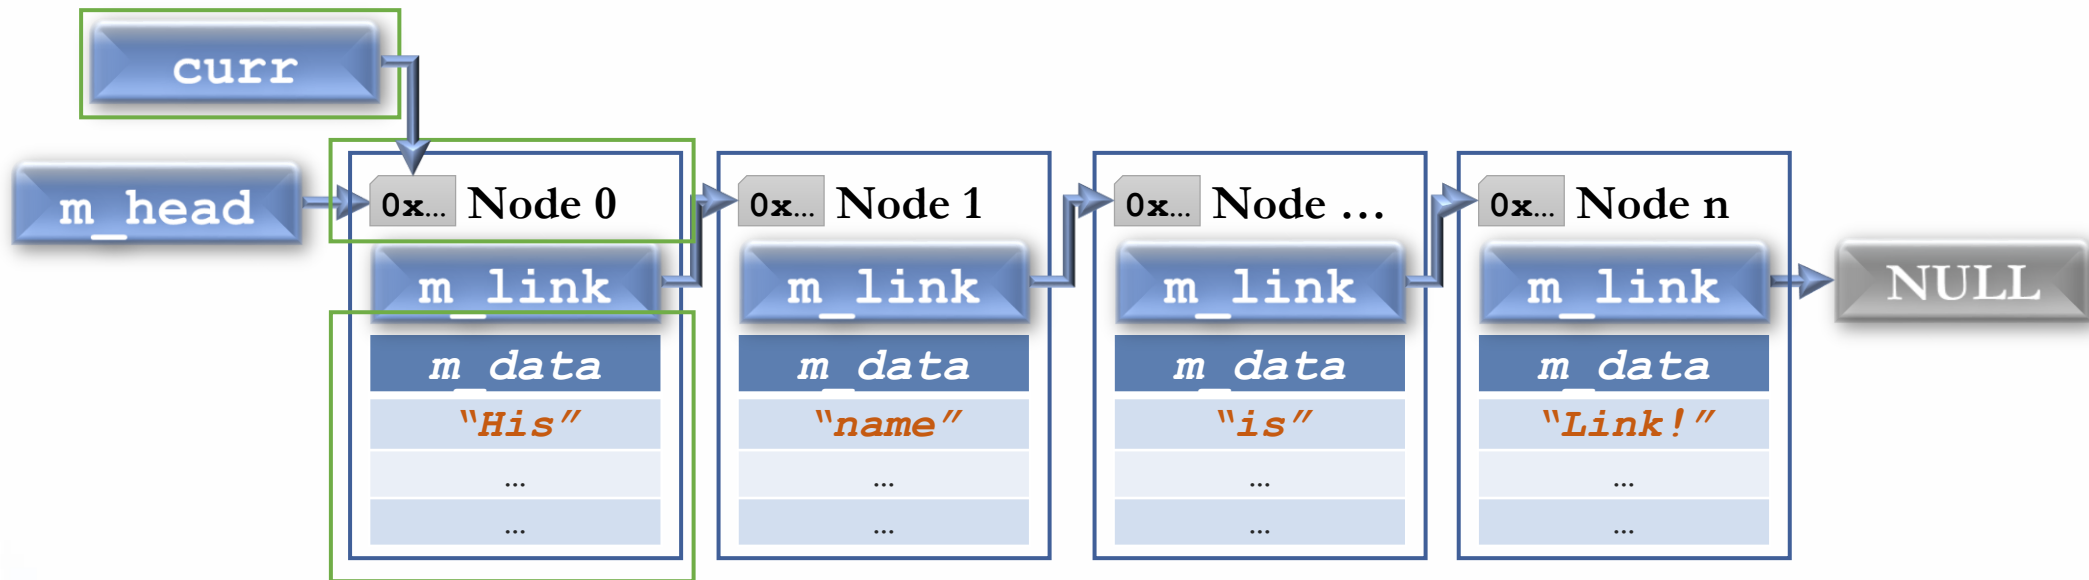 curr
m_head
0x… Node 0
0x… Node 1
0x… Node …
0x… Node n
m_link
m_link
m_link
m_link
NULL
m_data
m_data
m_data
m_data
“His”
“name”
“is”
“Link!”
…
…
…
…
…
…
…
…